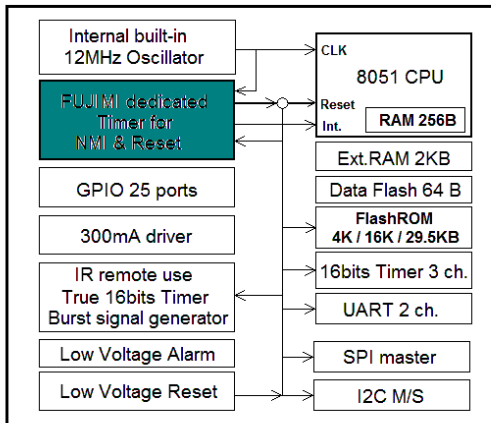 Internal built-in
12MHz Oscillator
FUJIMI dedicated
Timer for
NMI & Reset
GPIO 25 ports
300mA driver
IR remote use
True 16bits Timer
Burst signal generator
Low Voltage Alarm
Low Voltage Reset
CLK
8051 CPU
Reset
Int.
RAM 256B
Ext.RAM 2KB
Data Flash 64 B
FlashROM
4K / 16K / 29.5KB
16bits Timer 3 ch.
UART 2 ch.
SPI master
I2C M/S